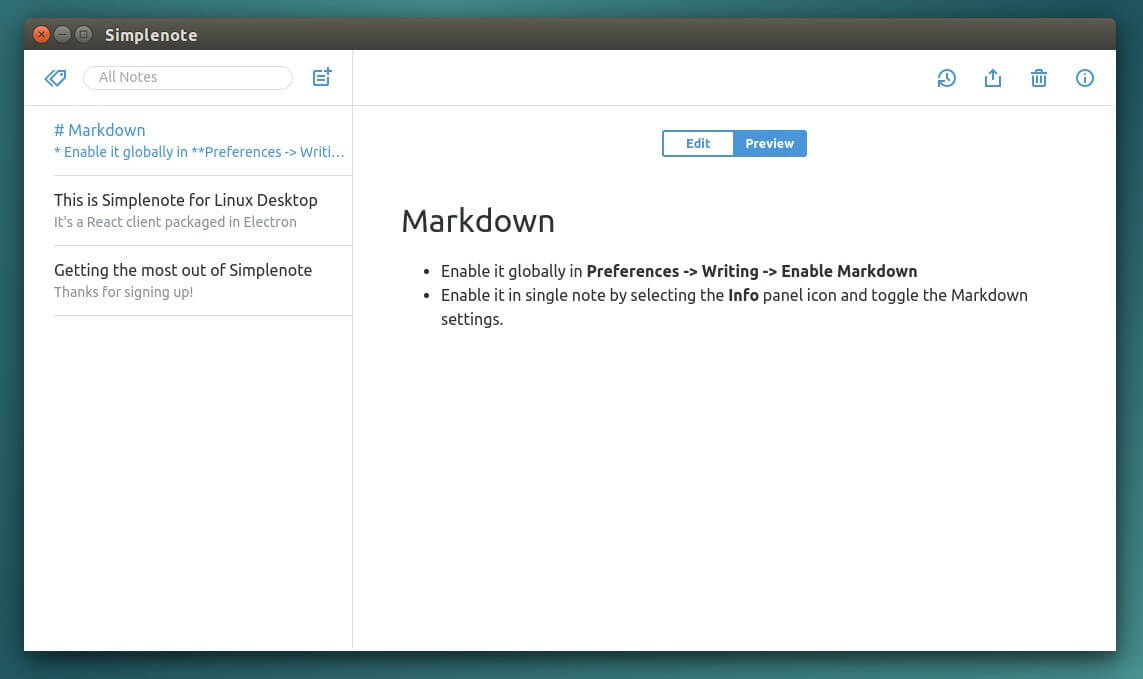 Simplenote
All Notes
# Markdown
* Enable it globally in **Preferences -> Writi…
This is Simplenote for Linux Desktop
It's a React client packaged in Electron
Getting the most out of Simplenote
Thanks for signing up!
Edit
Preview
Markdown
• Enable it globally in Preferences -> Writing -> Enable Markdown
• Enable it in single note by selecting the Info panel icon and toggle the Markdown
settings.